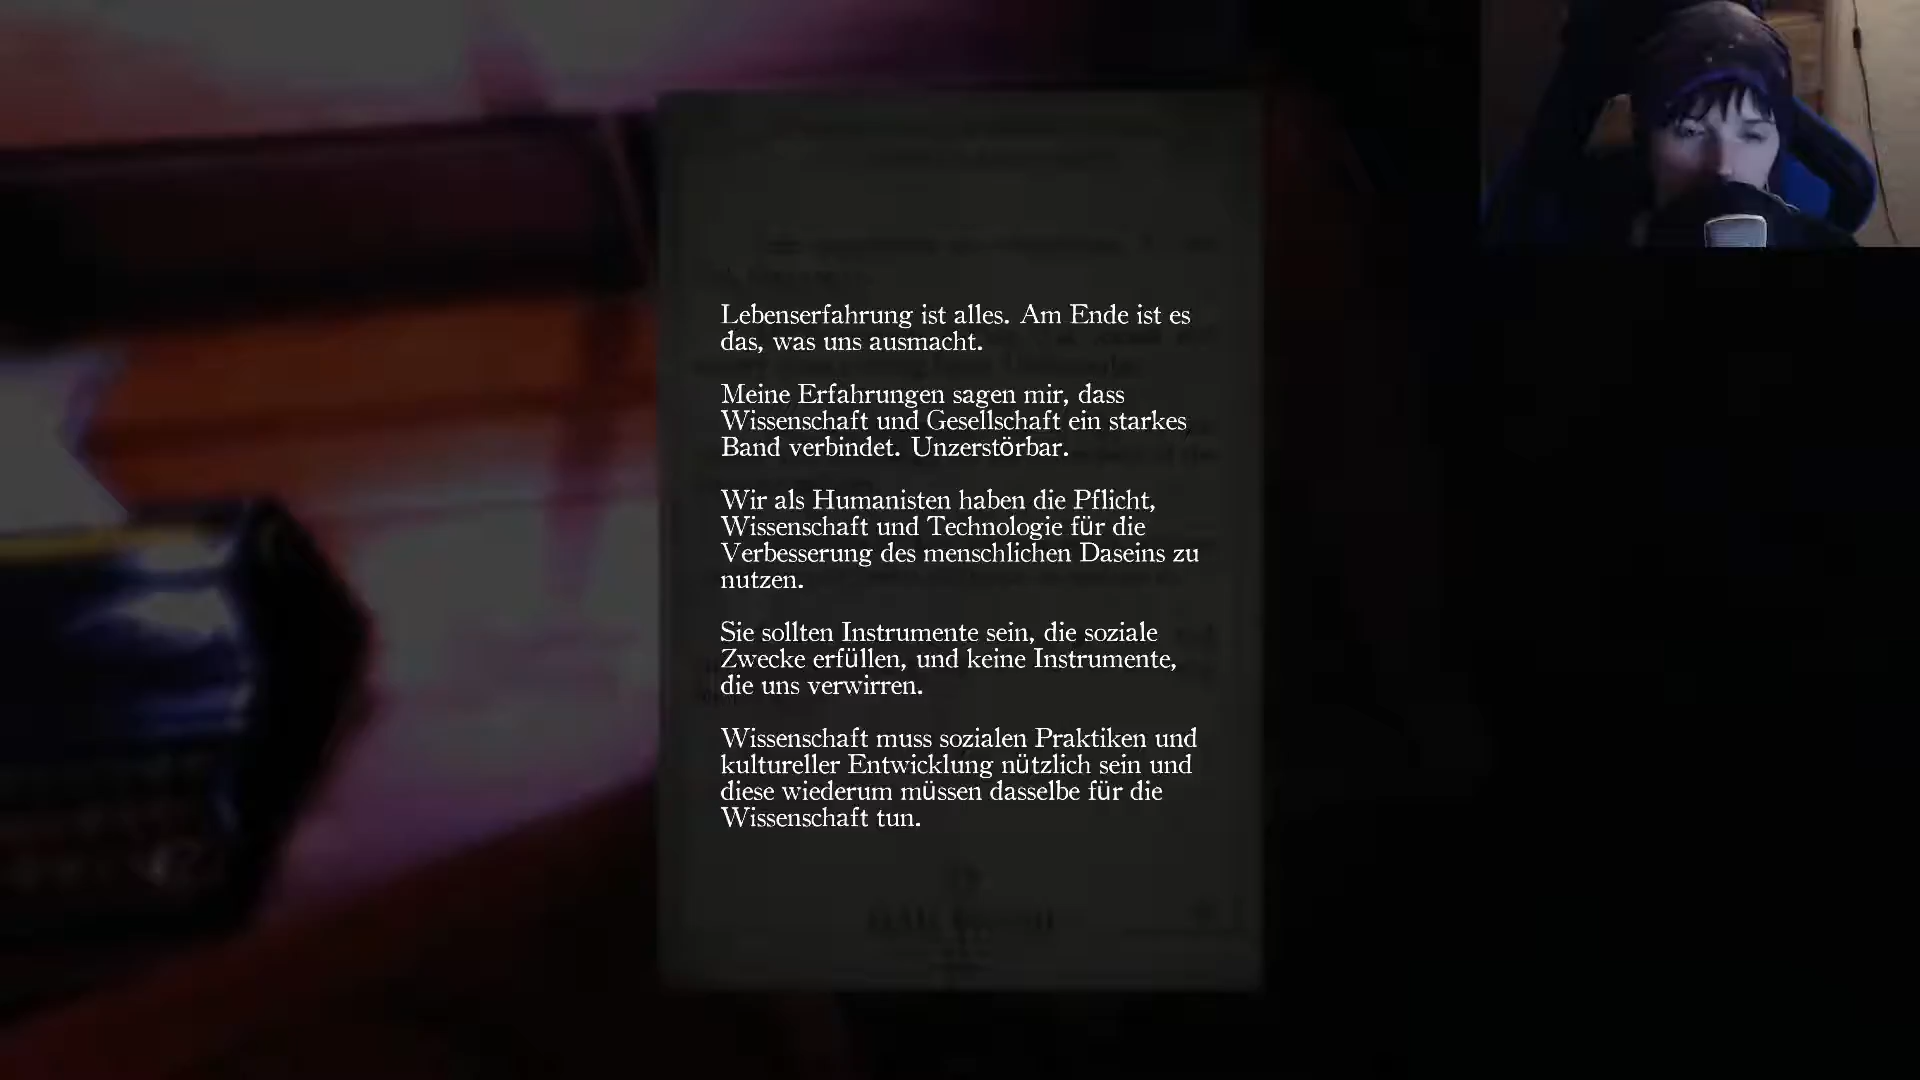 Lebenserfahrung ist alles. Am Ende ist es
das, was uns ausmacht.
Meine Erfahrungen sagen mir, dass
Wissenschaft und Gesellschaft ein starkes
Band verbindet. Unzerstörbar.
Wir als Humanisten haben die Pflicht,
Wissenschaft und Technologie für die
Verbesserung des menschlichen Daseins zu
nutzen.
Sie sollten Instrumente sein, die soziale
Zwecke erfüllen, und keine Instrumente,
die uns verwirren.
Wissenschaft muss sozialen Praktiken und
kultureller Entwicklung nützlich sein und
diese wiederum müssen dasselbe für die
Wissenschaft tun.